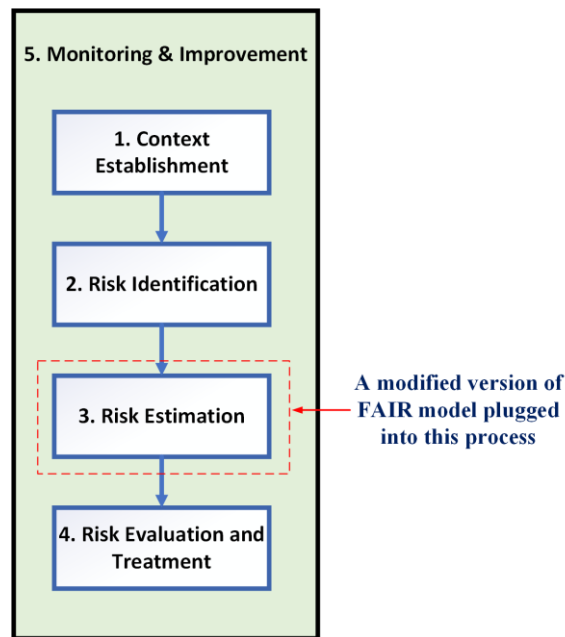 5. Monitoring & Improvement
1. Context
Establishment
2. Risk Identification
3. Risk Estimation
A modified version of
FAIR model plugged
into this process
4. Risk Evaluation and
Treatment